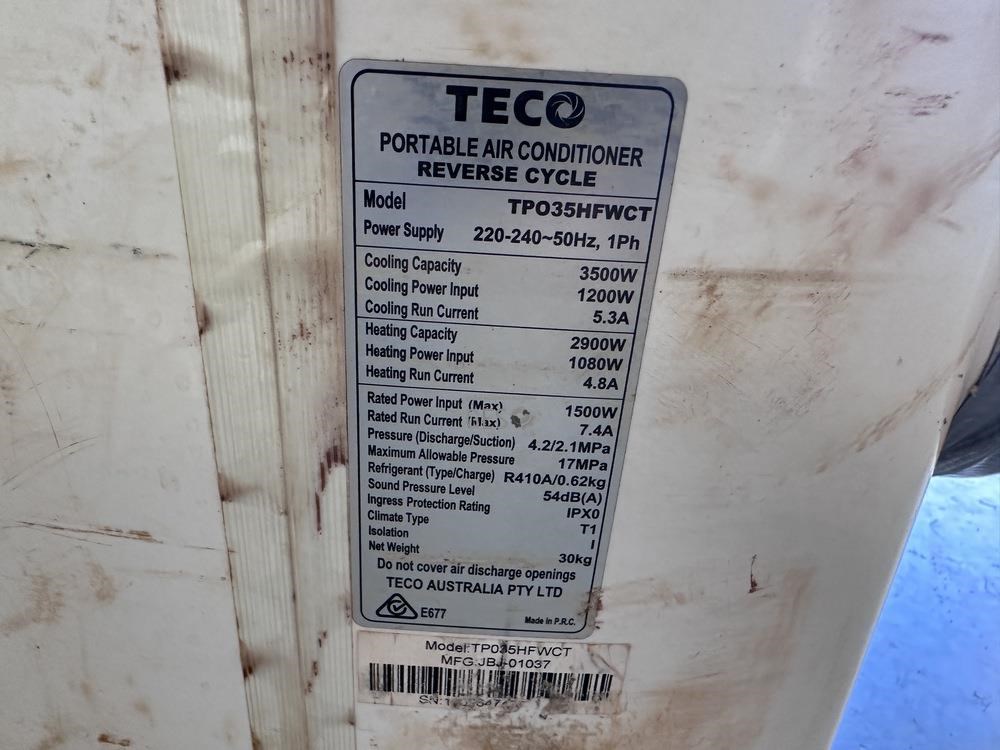 TECO
PORTABLE AIR CONDITIONER
REVERSE CYCLE
Model TPO35HFWCT
Power Supply 220-240~50Hz, 1Ph
Cooling Capacity 3500W
Cooling Power Input 1200W
Cooling Run Current 5.3A
Heating Capacity 2900W
Heating Power Input 1080W
Heating Run Current 4.8A
Rated Power Input (Max) 1500W
Rated Run Current (Max) 7.4A
Pressure (Discharge/Suction) 4.2/2.1MPa
Maximum Allowable Pressure 17MPa
Refrigerant (Type/Charge) R410A/0.62kg
Sound Pressure Level 54dB(A)
Ingress Protection Rating IPX0
Climate Type T1
Isolation I
Net Weight 30kg
Do not cover air discharge openings
TECO AUSTRALIA PTY LTD
E677 Made in P.R.C.
Model:TPO35HFWCT
MFG:JBJ-01037
SN: